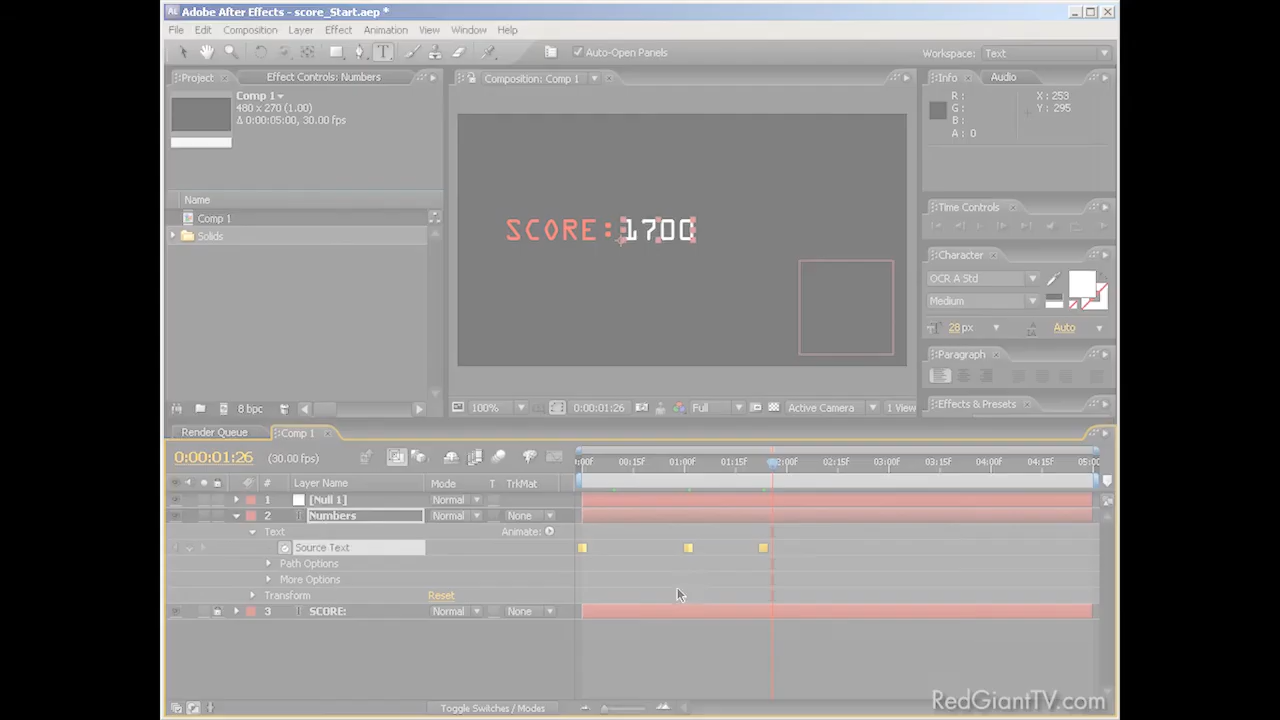 Adobe After Effects - score_Start.aep *
File Edit Composition Layer Effect Animation View Window Help
Auto-Open Panels
Workspace: Text
Project Effect Controls: Numbers
Composition: Comp 1
Info Audio
Comp 1
480 x 270 (1.00)
Δ 0:00:05:00, 30.00 fps
R :
G :
B :
A : 0
X : 253
Y : 295
Name
Comp 1
Solids
SCORE:1700
Time Controls
Character
OCR A Std
Medium
28 px
Auto
Paragraph
Effects & Presets
8 bpc
100%
0:00:01:26
Full
Active Camera
1 View
Render Queue
Comp 1
0:00:01:26
(30.00 fps)
:00F 00:15F 01:00F 01:15F 2:00F 02:15F 03:00F 03:15F 04:00F 04:15F 05:00
# Layer Name Mode T TrkMat
1 [Null 1] Normal
2 Numbers Normal None
Text Animate:
Source Text
Path Options
More Options
Transform Reset
3 SCORE: Normal None
Toggle Switches / Modes
RedGiantTV.com